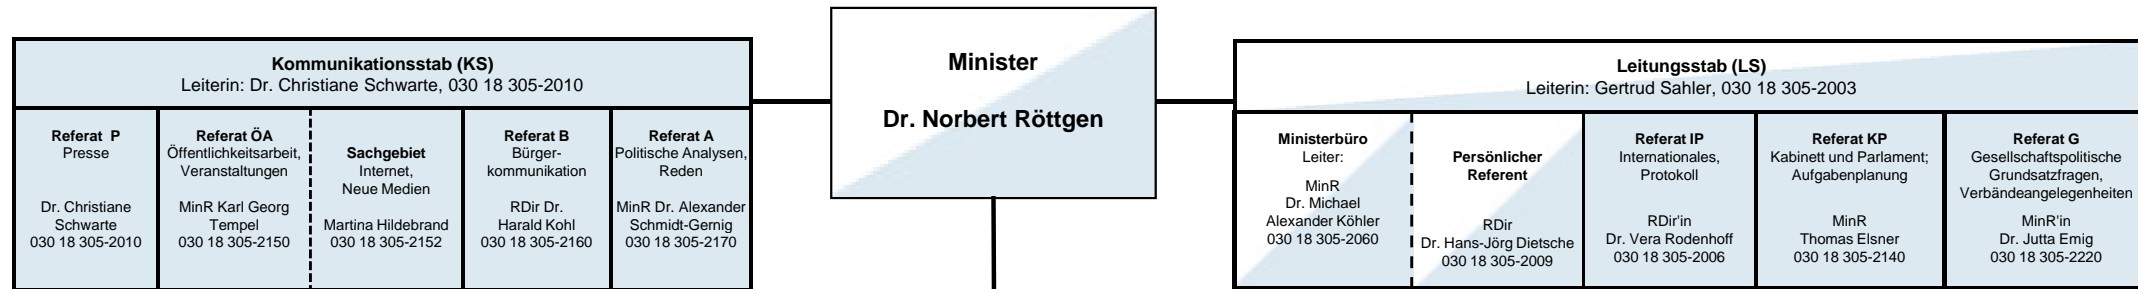 Kommunikationsstab (KS)
Leiterin: Dr. Christiane Schwarte, 030 18 305-2010
Referat P
Presse
Dr. Christiane
Schwarte
030 18 305-2010
Referat ÖA
Öffentlichkeitsarbeit,
Veranstaltungen
MinR Karl Georg
Tempel
030 18 305-2150
Sachgebiet
Internet,
Neue Medien
Martina Hildebrand
030 18 305-2152
Referat B
Bürger-
kommunikation
RDir Dr.
Harald Kohl
030 18 305-2160
Referat A
Politische Analysen,
Reden
MinR Dr. Alexander
Schmidt-Gernig
030 18 305-2170
Minister
Dr. Norbert Röttgen
Leitungsstab (LS)
Leiterin: Gertrud Sahler, 030 18 305-2003
Ministerbüro
Leiter:
MinR
Dr. Michael
Alexander Köhler
030 18 305-2060
Persönlicher
Referent
RDir
Dr. Hans-Jörg Dietsche
030 18 305-2009
Referat IP
Internationales,
Protokoll
RDir'in
Dr. Vera Rodenhoff
030 18 305-2006
Referat KP
Kabinett und Parlament;
Aufgabenplanung
MinR
Thomas Elsner
030 18 305-2140
Referat G
Gesellschaftspolitische
Grundsatzfragen,
Verbändeangelegenheiten
MinR'in
Dr. Jutta Emig
030 18 305-2220